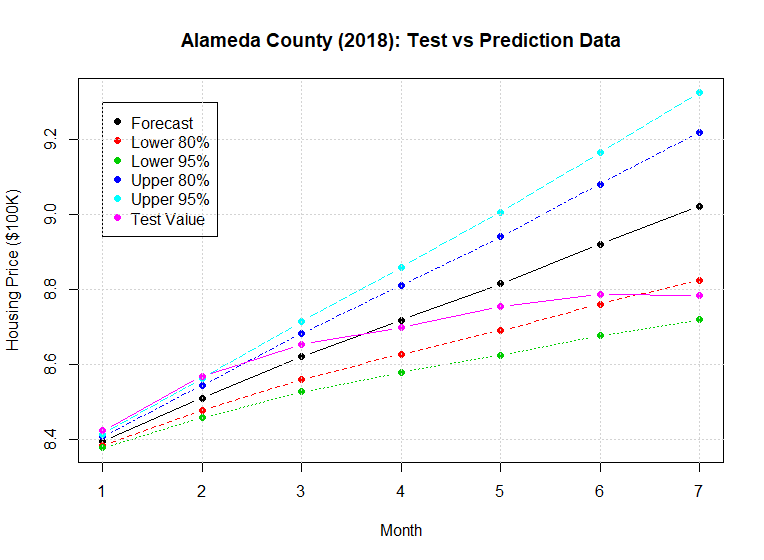 Alameda County (2018): Test vs Prediction Data
Housing Price ($100K)
9.2
9.0
8.8
8.6
8.4
Forecast
Lower 80%
Lower 95%
Upper 80%
Upper 95%
Test Value
1 2 3 4 5 6 7
Month